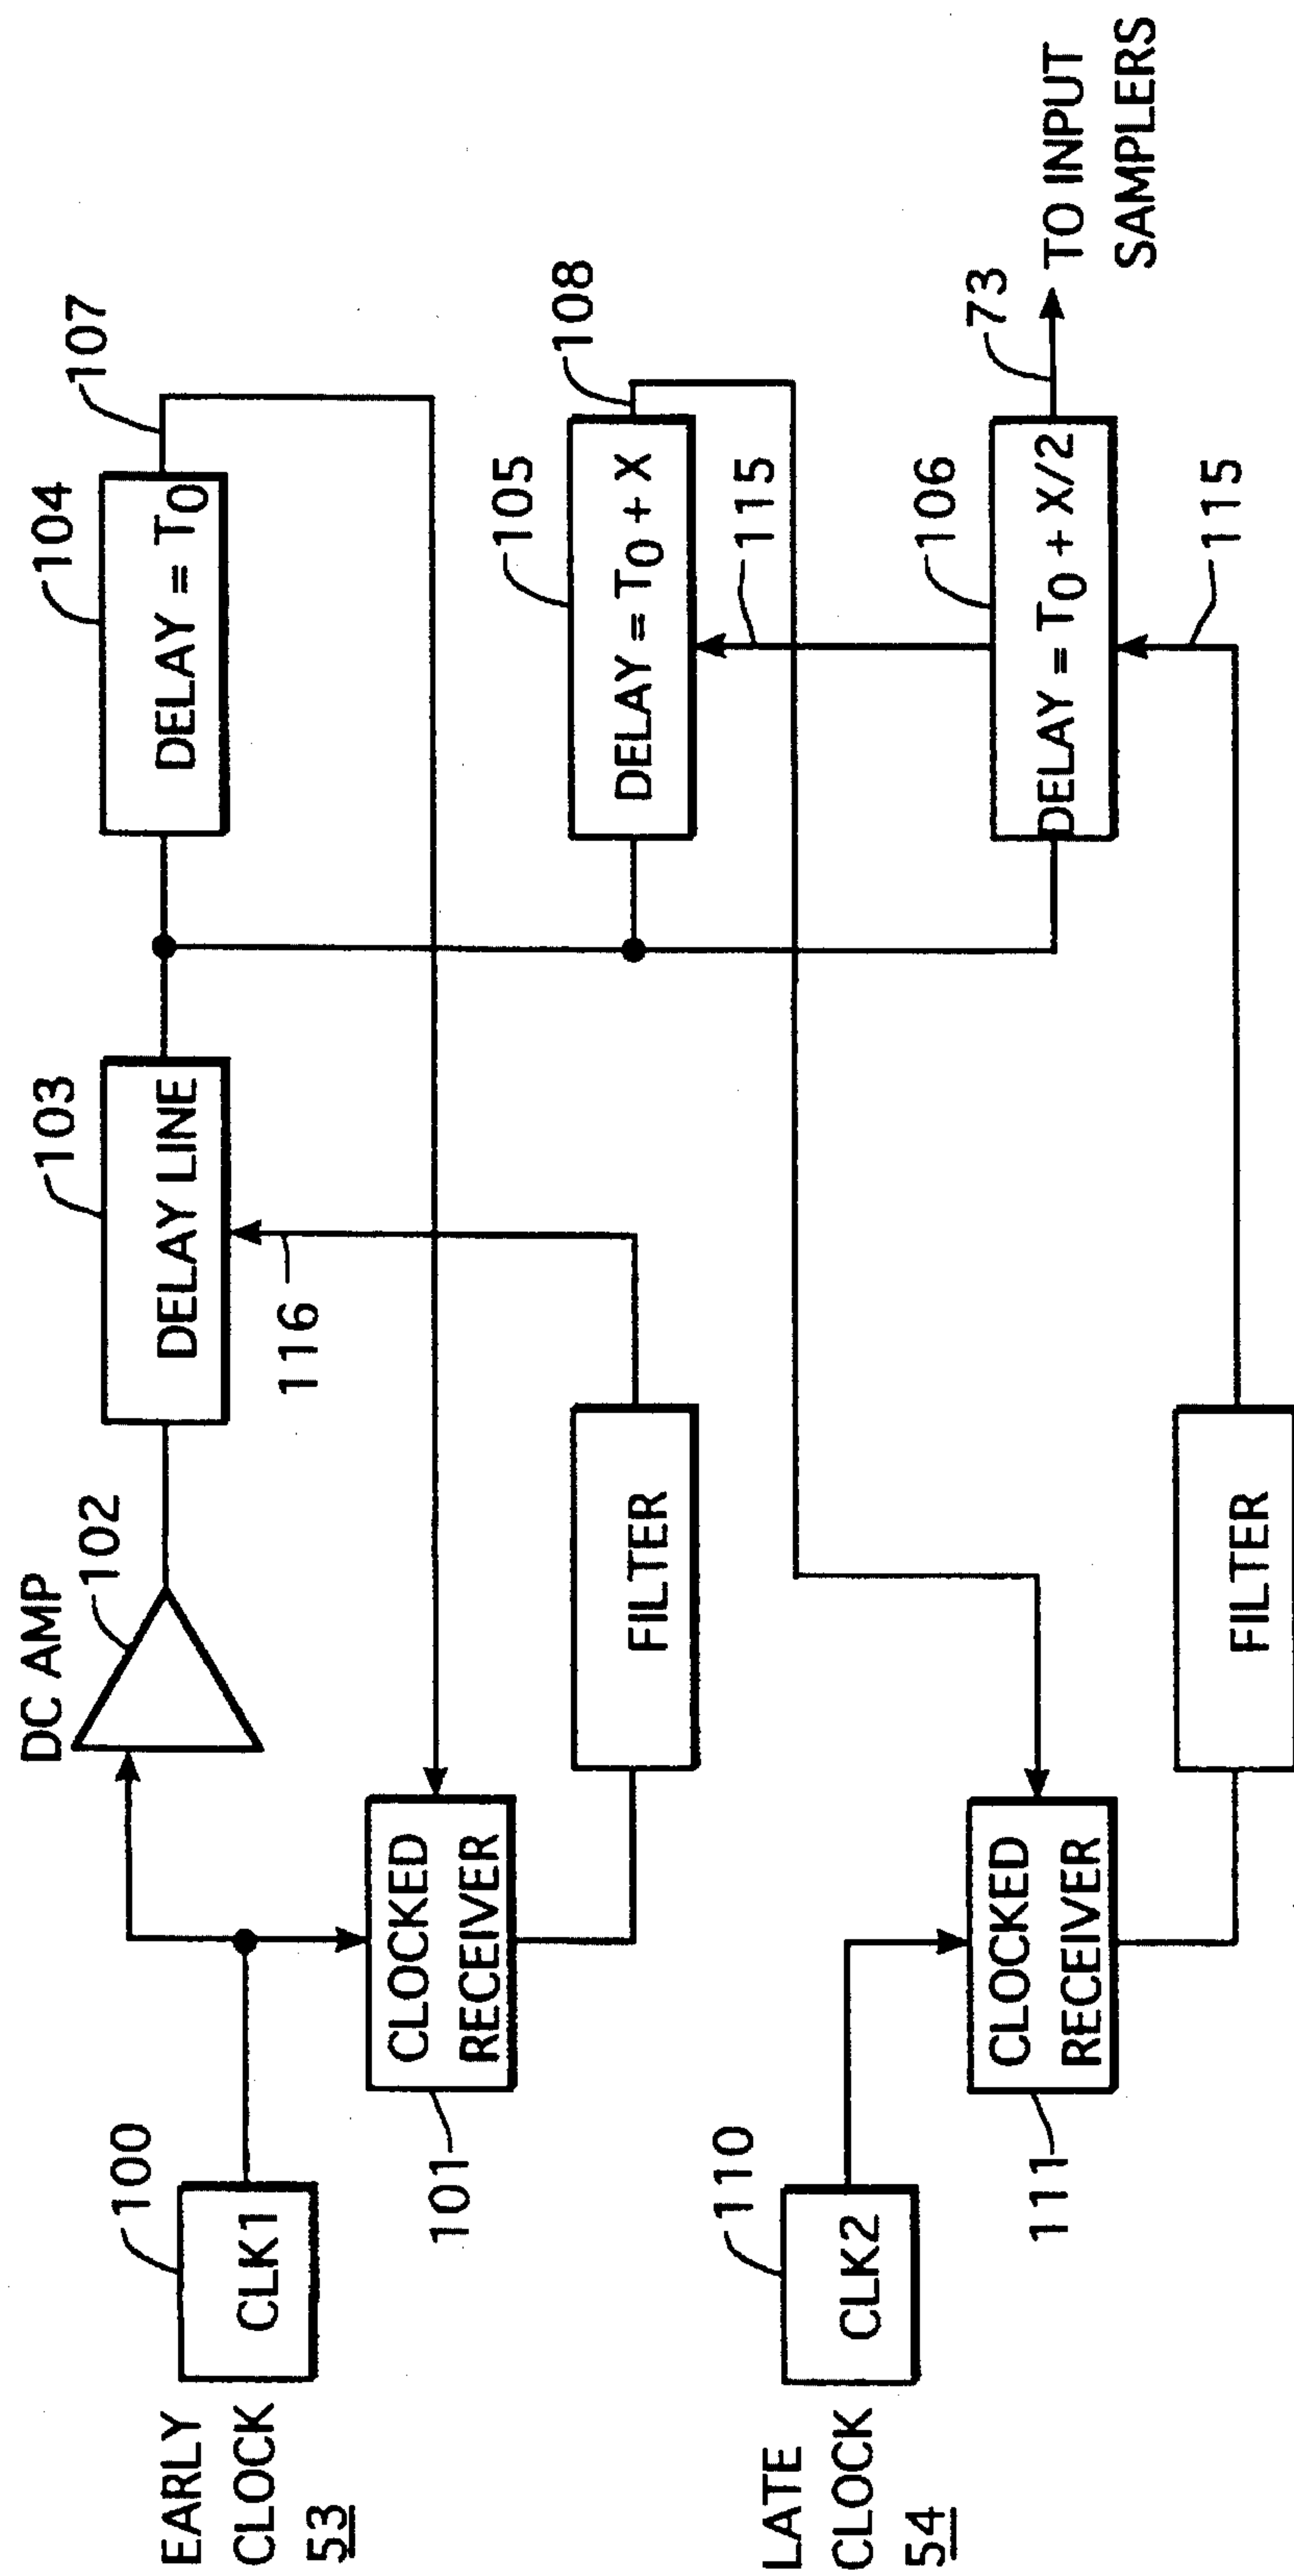 EARLY
CLOCK
53
100
CLK1
DC AMP
102
103
DELAY LINE
104
DELAY = T0
107
116
101
CLOCKED
RECEIVER
FILTER
105
DELAY = T0 + X
108
115
LATE
CLOCK
54
110
CLK2
111
CLOCKED
RECEIVER
FILTER
106
DELAY = T0 + X/2
115
73
TO INPUT
SAMPLERS